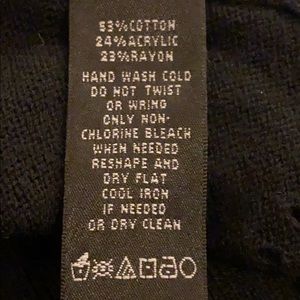 53%COTTON
24%ACRYLIC
23%RAYON
HAND WASH COLD
DO NOT TWIST
OR WRING
ONLY NON-
CHLORINE BLEACH
WHEN NEEDED
RESHAPE AND
DRY FLAT
COOL IRON
IF NEEDED
OR DRY CLEAN